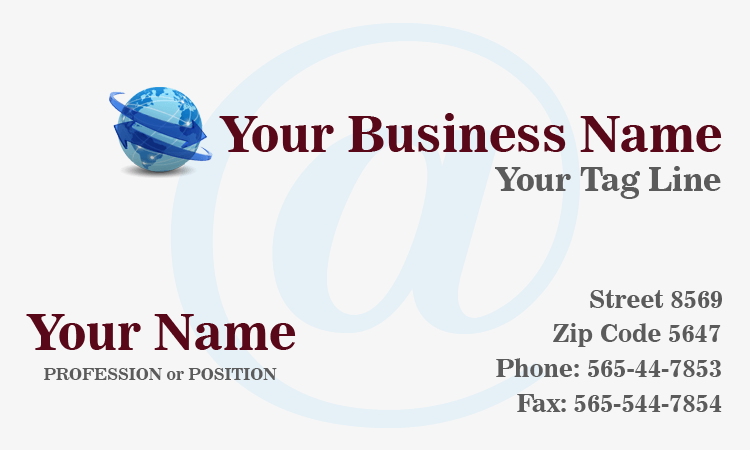 Your Business Name
Your Tag Line
@
Your Name
PROFESSION or POSITION
Street 8569
Zip Code 5647
Phone: 565-44-7853
Fax: 565-544-7854